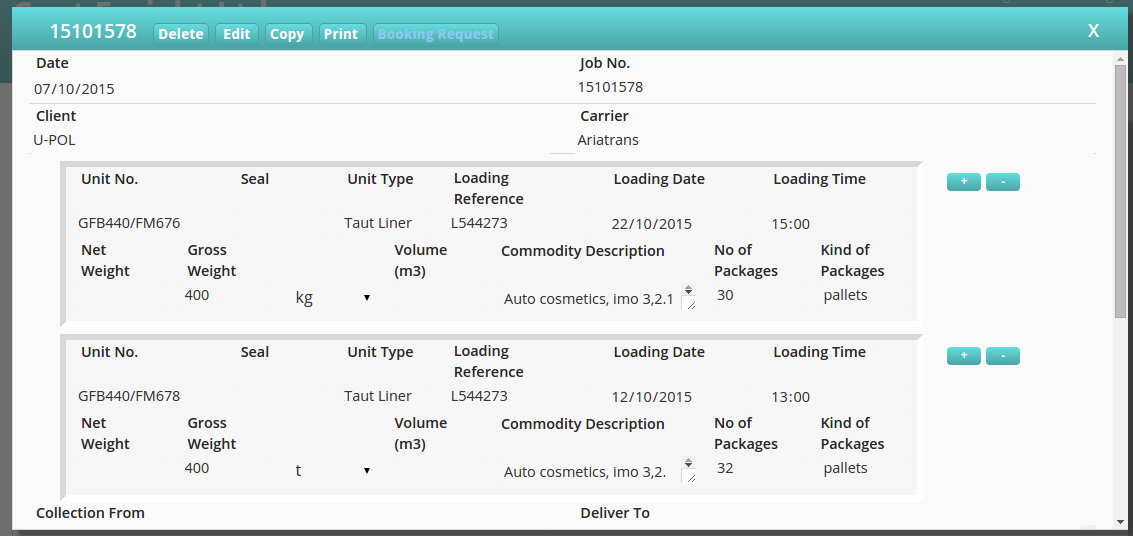 15101578 Delete Edit Copy Print Booking Request X
Date Job No.
07/10/2015 15101578
Client Carrier
U-POL Ariatrans
Unit No. Seal Unit Type Loading Reference Loading Date Loading Time + -
GFB440/FM676 Taut Liner L544273 22/10/2015 15:00
Net Weight Gross Weight Volume (m3) Commodity Description No of Packages Kind of Packages
400 kg Auto cosmetics, imo 3,2.1 30 pallets
Unit No. Seal Unit Type Loading Reference Loading Date Loading Time + -
GFB440/FM678 Taut Liner L544273 12/10/2015 13:00
Net Weight Gross Weight Volume (m3) Commodity Description No of Packages Kind of Packages
400 t Auto cosmetics, imo 3,2. 32 pallets
Collection From Deliver To